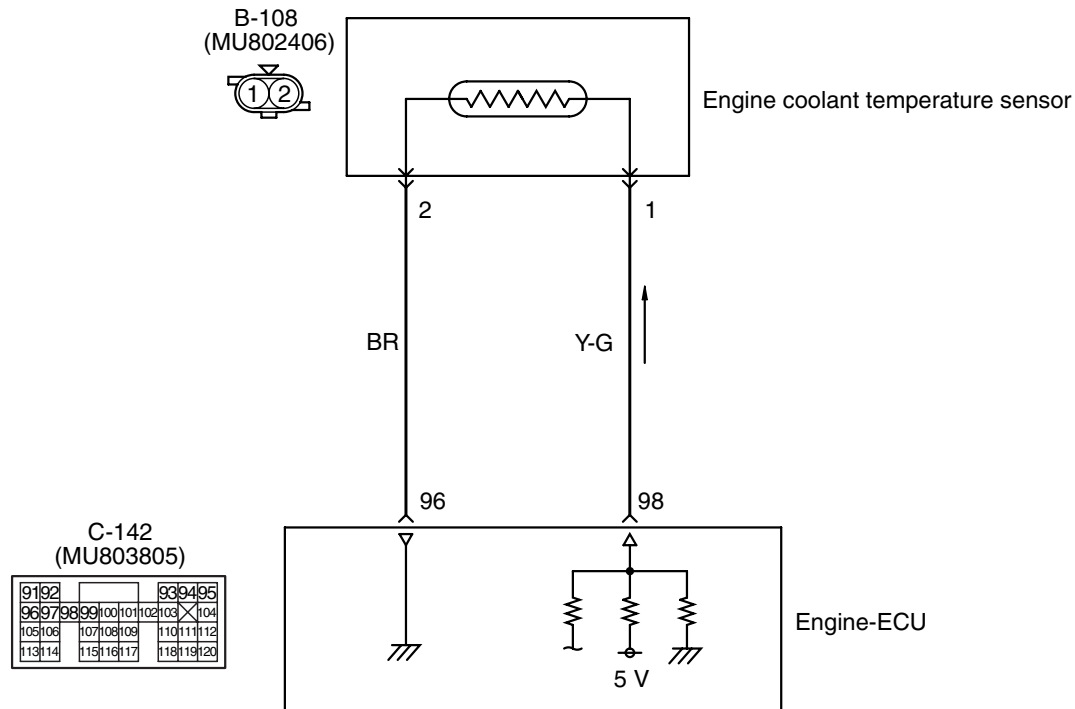 B-108
(MU802406)
1 2
Engine coolant temperature sensor
2
1
BR
Y-G
96
98
C-142
(MU803805)
91 92 93 94 95
96 97 98 99 100 101 102 103 104
105 106 107 108 109 110 111 112
113 114 115 116 117 118 119 120
Engine-ECU
5 V